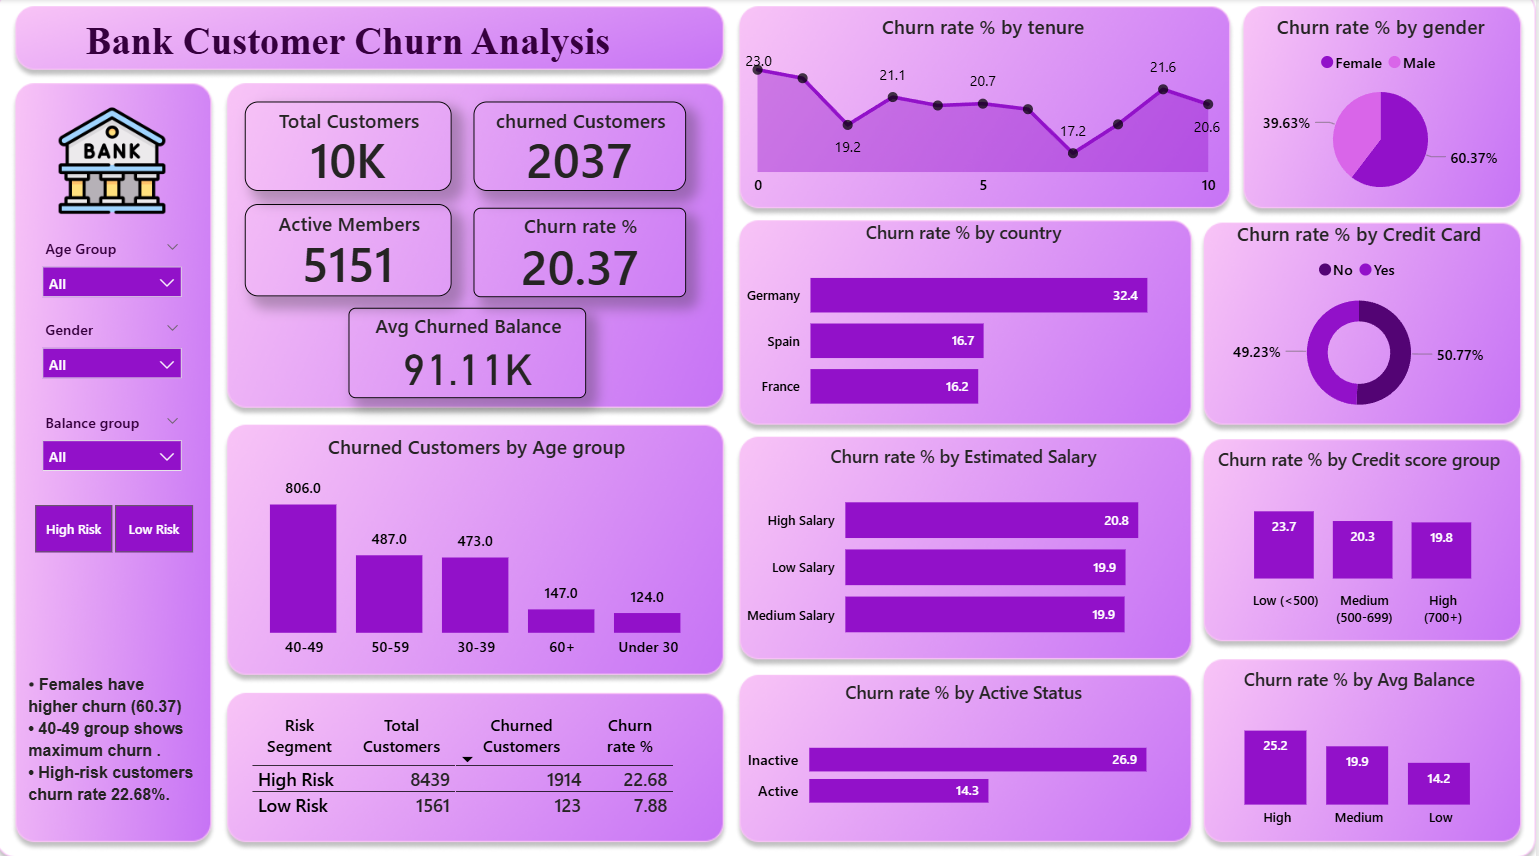 Bank Customer Churn Analysis
BANK
Age Group
All
Gender
All
Balance group
All
High Risk Low Risk
• Females have
higher churn (60.37)
• 40-49 group shows
maximum churn .
• High-risk customers
churn rate 22.68%.
Total Customers
10K
churned Customers
2037
Active Members
5151
Churn rate %
20.37
Avg Churned Balance
91.11K
Churned Customers by Age group
806.0
487.0
473.0
147.0
124.0
40-49 50-59 30-39 60+ Under 30
Risk Total Churned Churn
Segment Customers Customers rate %
High Risk 8439 1914 22.68
Low Risk 1561 123 7.88
Churn rate % by tenure
23.0
19.2
21.1
20.7
17.2
21.6
20.6
0 5 10
Churn rate % by gender
Female Male
39.63%
60.37%
Churn rate % by country
Germany 32.4
Spain 16.7
France 16.2
Churn rate % by Credit Card
No Yes
49.23%
50.77%
Churn rate % by Estimated Salary
High Salary 20.8
Low Salary 19.9
Medium Salary 19.9
Churn rate % by Credit score group
23.7 20.3 19.8
Low (<500) Medium High
(500-699) (700+)
Churn rate % by Active Status
Inactive 26.9
Active 14.3
Churn rate % by Avg Balance
25.2 19.9 14.2
High Medium Low